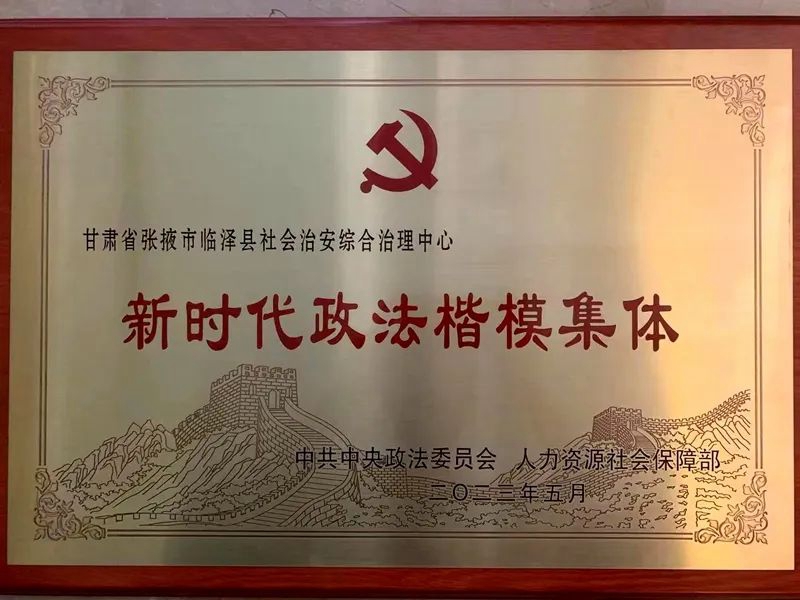 甘肃省张掖市临泽县社会治安综合治理中心
新时代政法楷模集体
中共中央政法委员会 人力资源社会保障部
二〇二三年五月